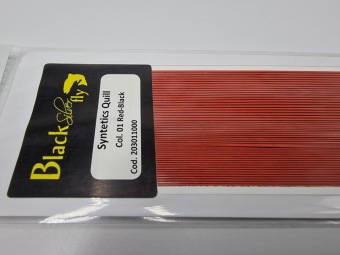 Black
Silver
fly
Syntetics Quill
Col. 01 Red-Black
Cod. 203011000